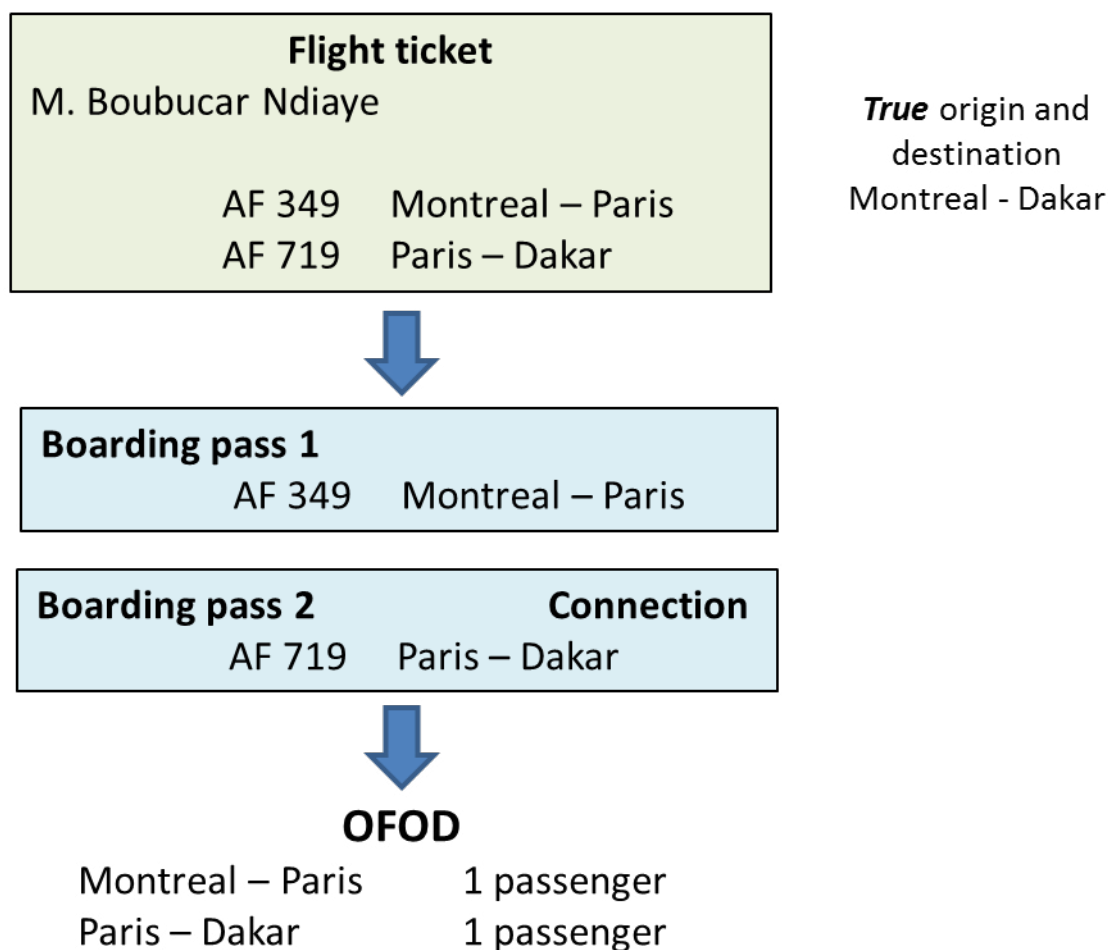 Flight ticket
M. Boubucar Ndiaye
AF 349 Montreal – Paris
AF 719 Paris – Dakar
True origin and
destination
Montreal - Dakar
Boarding pass 1
AF 349 Montreal – Paris
Boarding pass 2 Connection
AF 719 Paris – Dakar
OFOD
Montreal – Paris 1 passenger
Paris – Dakar 1 passenger